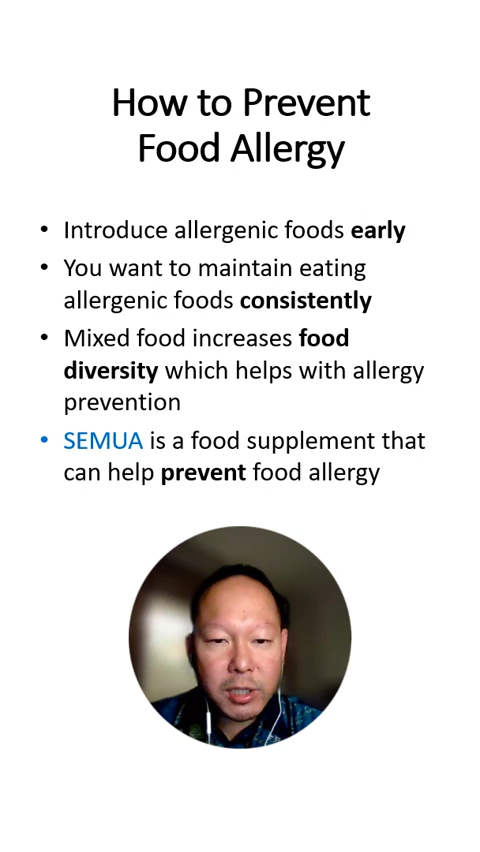 How to Prevent
Food Allergy
• Introduce allergenic foods early
• You want to maintain eating
allergenic foods consistently
• Mixed food increases food
diversity which helps with allergy
prevention
• SEMUA is a food supplement that
can help prevent food allergy